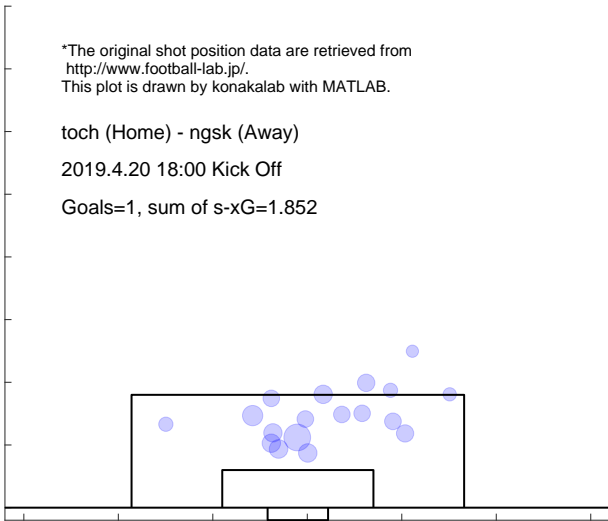 *The original shot position data are retrieved from
http://www.football-lab.jp/.
This plot is drawn by konakalab with MATLAB.
toch (Home) - ngsk (Away)
2019.4.20 18:00 Kick Off
Goals=1, sum of s-xG=1.852